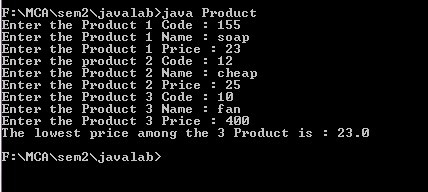 F:\MCA\sem2\javalab>java Product
Enter the Product 1 Code : 155
Enter the Product 1 Name : soap
Enter the Product 1 Price : 23
Enter the product 2 Code : 12
Enter the Product 2 Name : cheap
Enter the Product 2 Price : 25
Enter the Product 3 Code : 10
Enter the Product 3 Name : fan
Enter the Product 3 Price : 400
The lowest price among the 3 Product is : 23.0
F:\MCA\sem2\javalab>